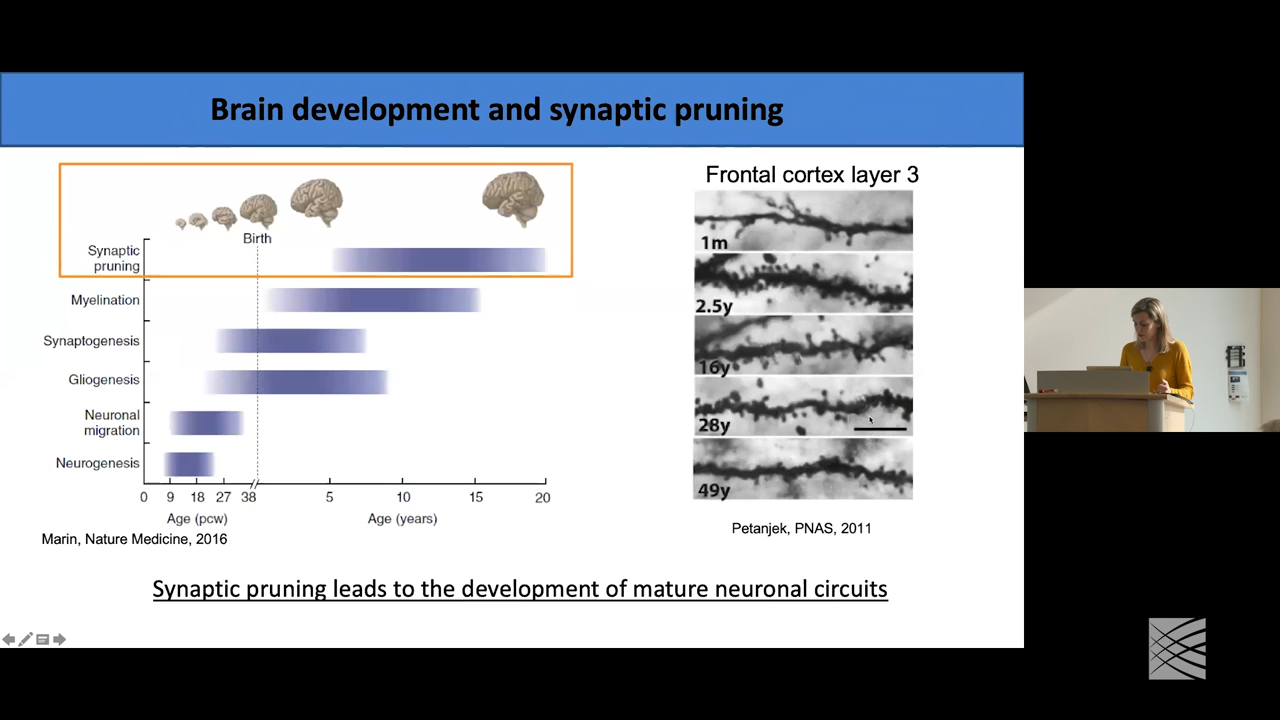 Brain development and synaptic pruning
Birth
Synaptic
pruning
Myelination
Synaptogenesis
Gliogenesis
Neuronal
migration
Neurogenesis
0 9 18 27 38 5 10 15 20
Age (pcw) Age (years)
Marin, Nature Medicine, 2016
Frontal cortex layer 3
1m
2.5y
16y
28y
49y
Petanjek, PNAS, 2011
Synaptic pruning leads to the development of mature neuronal circuits